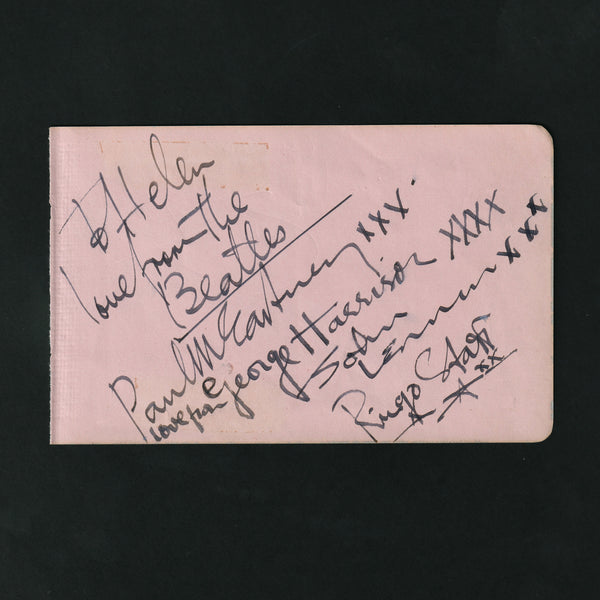 To Helen
love from The
Beatles
Paul McCartney xxx.
love from George Harrison xxxx
John Lennon xxx
Ringo Starr xx
x x